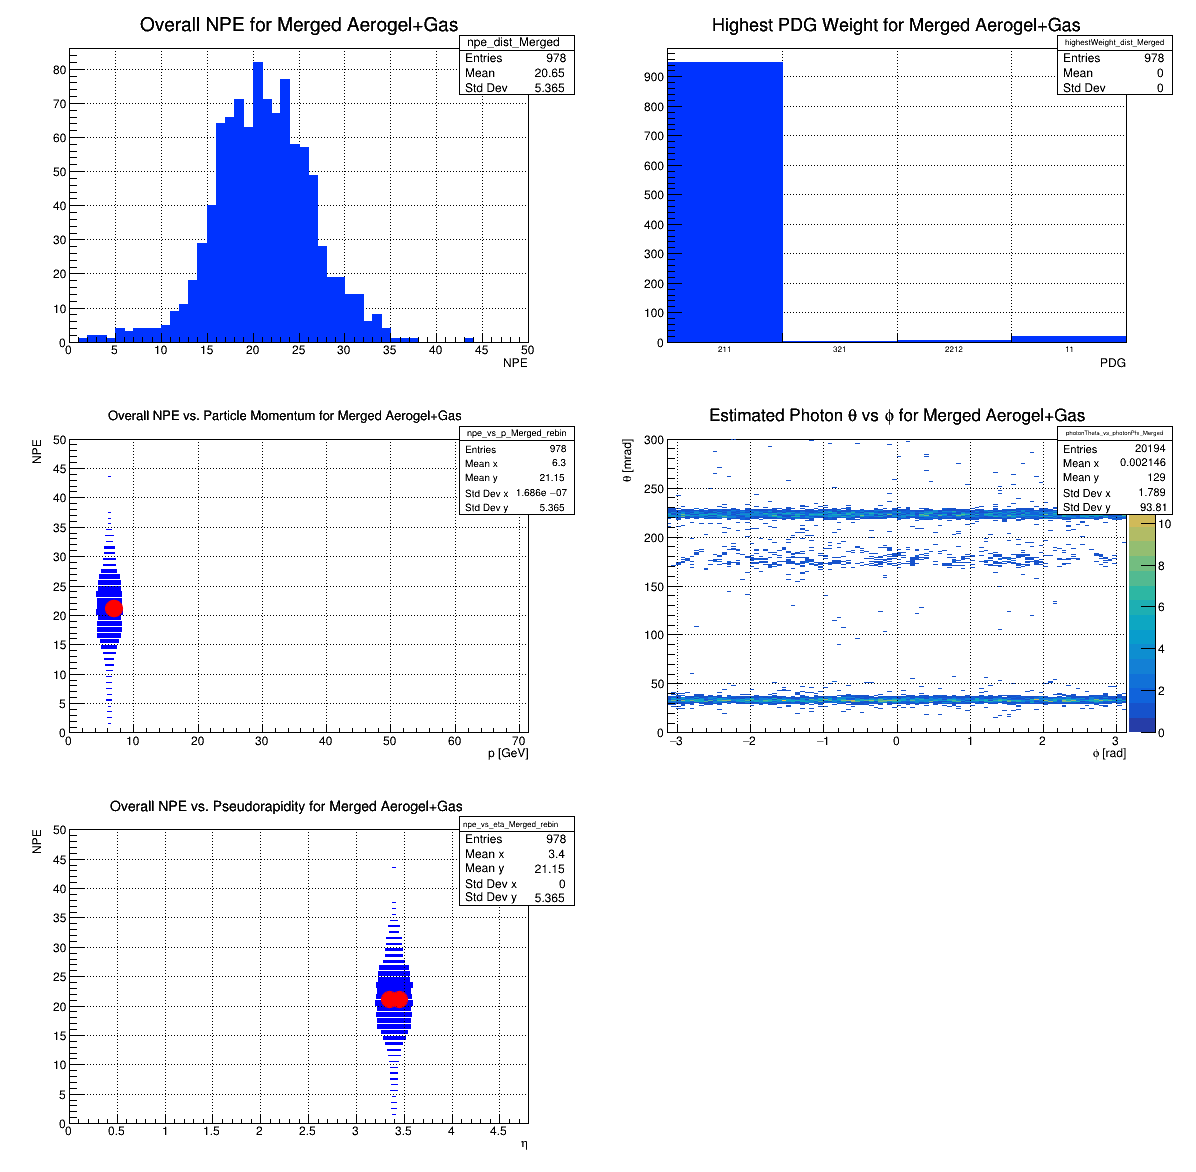 Overall NPE for Merged Aerogel+Gas
npe_dist_Merged
Entries 978
Mean 20.65
Std Dev 5.365
80
70
60
50
40
30
20
10
0
0 5 10 15 20 25 30 35 40 45 50
NPE
Highest PDG Weight for Merged Aerogel+Gas
highestWeight_dist_Merged
Entries 978
Mean 0
Std Dev 0
900
800
700
600
500
400
300
200
100
0
211 321 2212 11
PDG
Overall NPE vs. Particle Momentum for Merged Aerogel+Gas
npe_vs_p_Merged_rebin
Entries 978
Mean x 6.3
Mean y 21.15
Std Dev x 1.686e −07
Std Dev y 5.365
NPE
50
45
40
35
30
25
20
15
10
5
0
0 10 20 30 40 50 60 70
p [GeV]
Estimated Photon θ vs ϕ for Merged Aerogel+Gas
photonTheta_vs_photonPhi_Merged
Entries 20194
Mean x 0.002146
Mean y 129
Std Dev x 1.789
Std Dev y 93.81
θ [mrad]
300
250
200
150
100
50
0
−3 −2 −1 0 1 2 3
ϕ [rad]
10
8
6
4
2
0
Overall NPE vs. Pseudorapidity for Merged Aerogel+Gas
npe_vs_eta_Merged_rebin
Entries 978
Mean x 3.4
Mean y 21.15
Std Dev x 0
Std Dev y 5.365
NPE
50
45
40
35
30
25
20
15
10
5
0
0 0.5 1 1.5 2 2.5 3 3.5 4 4.5
η